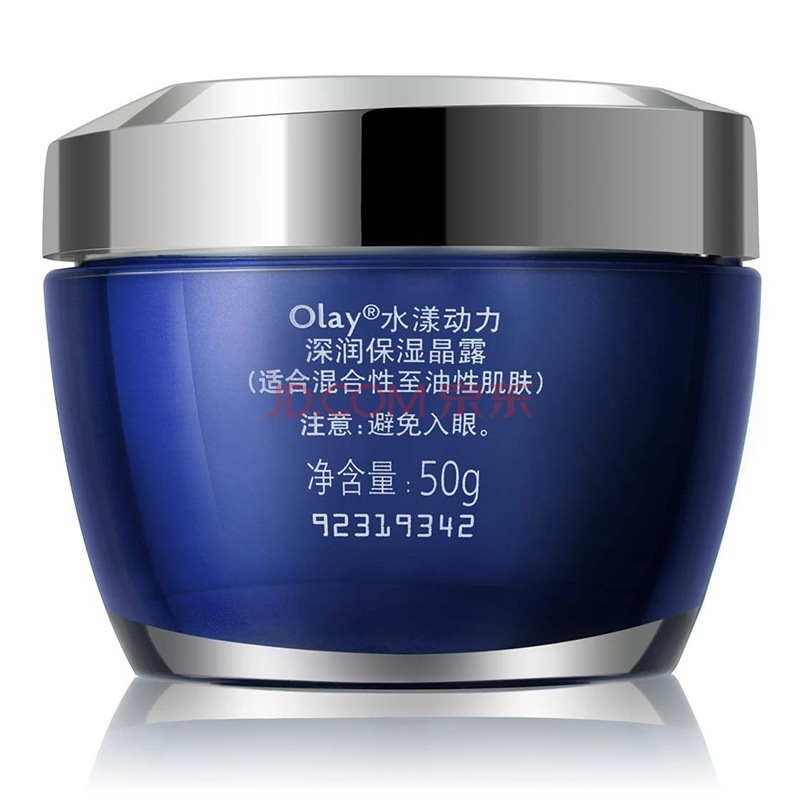 Olay®水漾动力
深润保湿晶露
(适合混合性至油性肌肤)
JD.COM 京东
注意:避免入眼。
净含量:50g
92319342